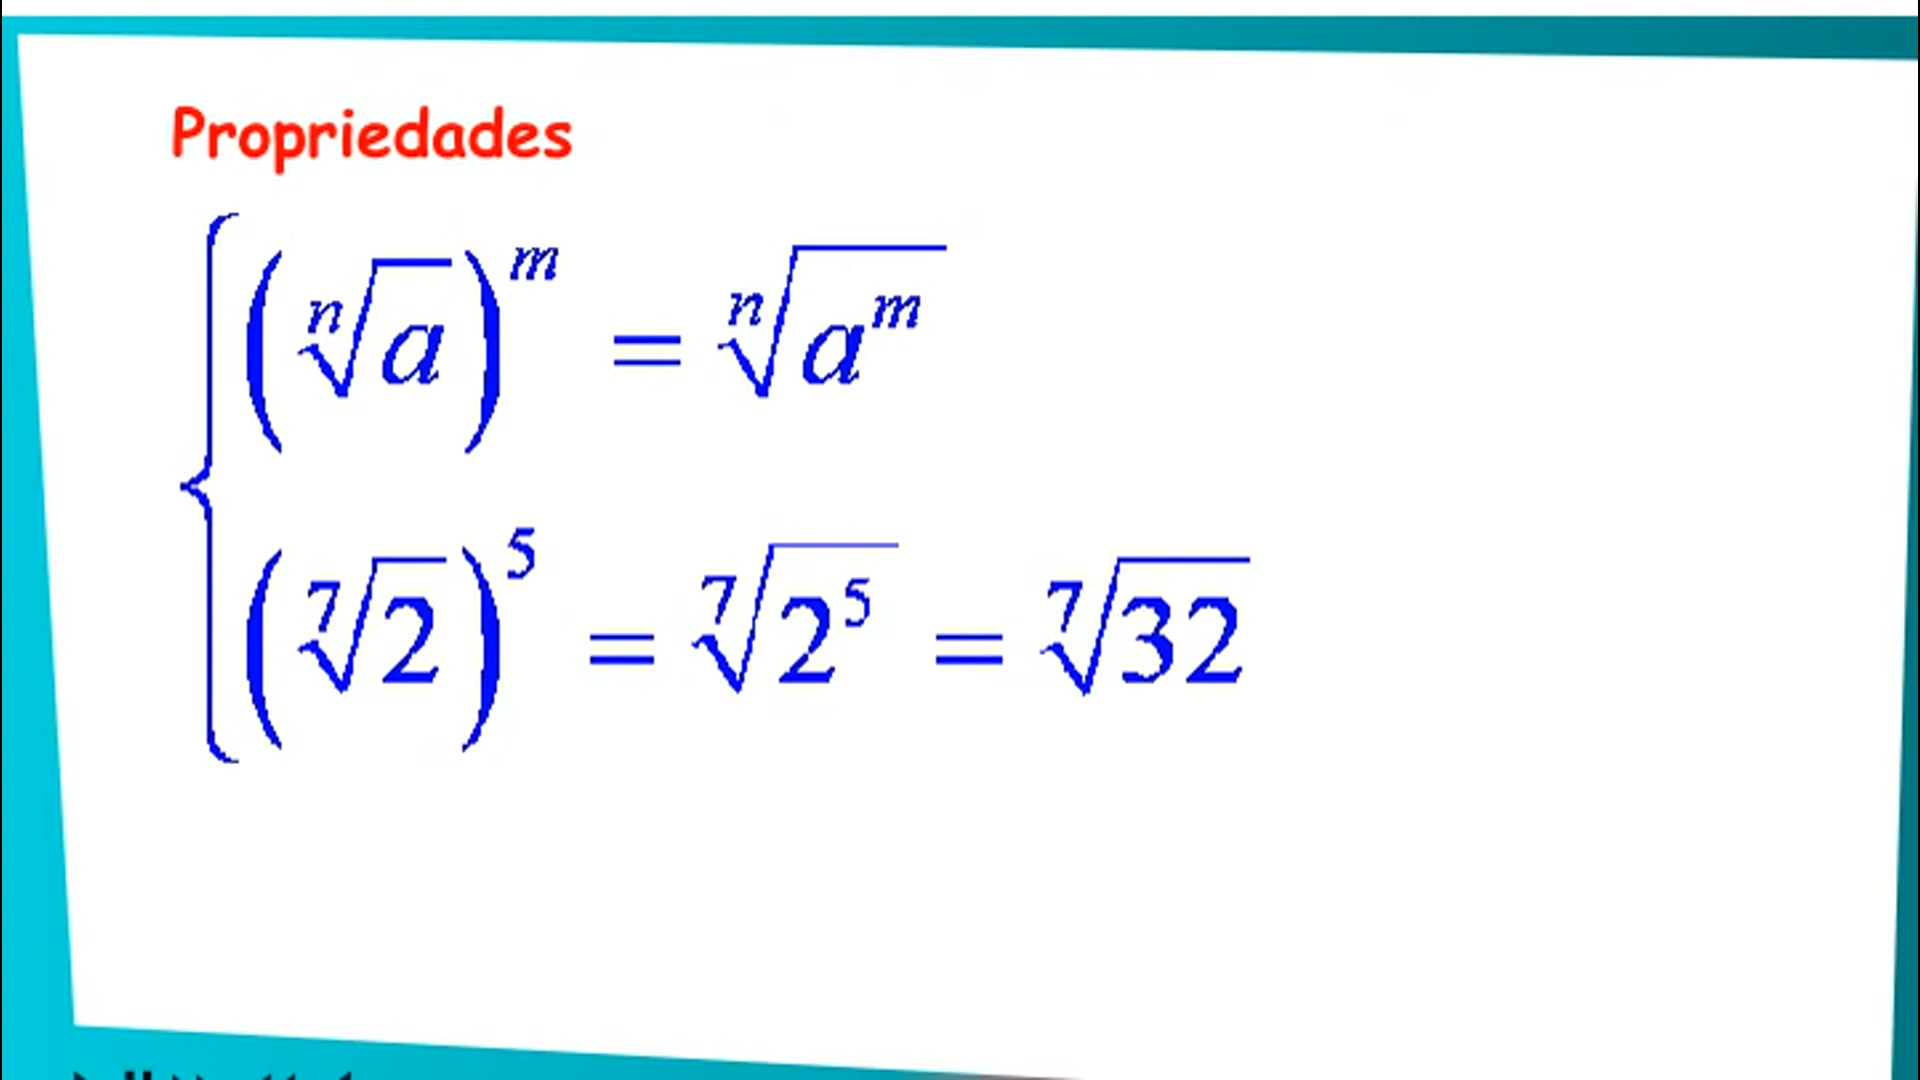 Propriedades
(ⁿ√a)ᵐ = ⁿ√aᵐ
(⁷√2)⁵ = ⁷√2⁵ = ⁷√32